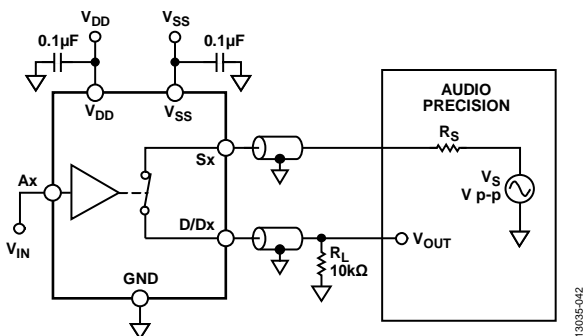 VDD
VSS
0.1µF
0.1µF
VDD
VSS
AUDIO
PRECISION
RS
Sx
VS
V p-p
Ax
VIN
D/Dx
VOUT
RL
10kΩ
GND
13035-042